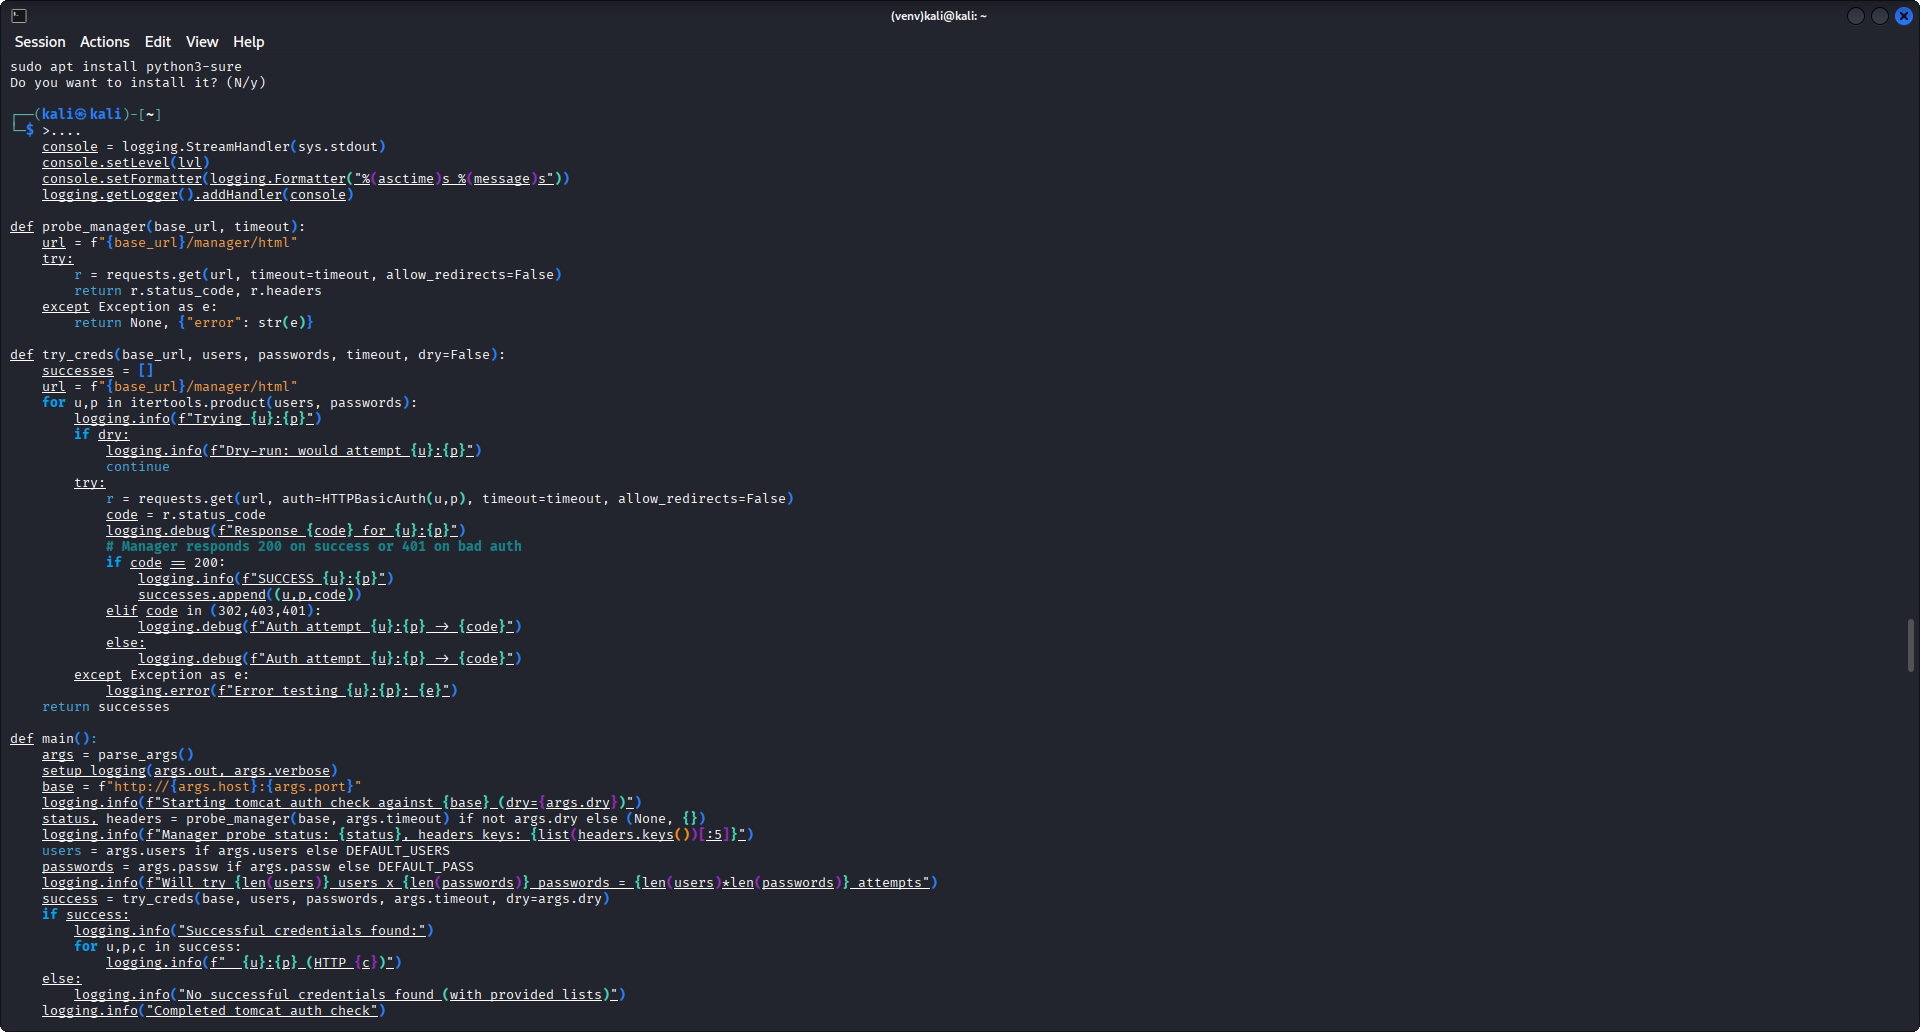 (venv)kali@kali: ~
Session Actions Edit View Help
sudo apt install python3-sure
Do you want to install it? (N/y)
┌──(kali㉿kali)-[~]
└─$ >....
    console = logging.StreamHandler(sys.stdout)
    console.setLevel(lvl)
    console.setFormatter(logging.Formatter("%(asctime)s %(message)s"))
    logging.getLogger().addHandler(console)

def probe_manager(base_url, timeout):
    url = f"{base_url}/manager/html"
    try:
        r = requests.get(url, timeout=timeout, allow_redirects=False)
        return r.status_code, r.headers
    except Exception as e:
        return None, {"error": str(e)}

def try_creds(base_url, users, passwords, timeout, dry=False):
    successes = []
    url = f"{base_url}/manager/html"
    for u,p in itertools.product(users, passwords):
        logging.info(f"Trying {u}:{p}")
        if dry:
            logging.info(f"Dry-run: would attempt {u}:{p}")
            continue
        try:
            r = requests.get(url, auth=HTTPBasicAuth(u,p), timeout=timeout, allow_redirects=False)
            code = r.status_code
            logging.debug(f"Response {code} for {u}:{p}")
            # Manager responds 200 on success or 401 on bad auth
            if code == 200:
                logging.info(f"SUCCESS {u}:{p}")
                successes.append((u,p,code))
            elif code in (302,403,401):
                logging.debug(f"Auth attempt {u}:{p} -> {code}")
            else:
                logging.debug(f"Auth attempt {u}:{p} -> {code}")
        except Exception as e:
            logging.error(f"Error testing {u}:{p}: {e}")
    return successes

def main():
    args = parse_args()
    setup_logging(args.out, args.verbose)
    base = f"http://{args.host}:{args.port}"
    logging.info(f"Starting tomcat auth check against {base} (dry={args.dry})")
    status, headers = probe_manager(base, args.timeout) if not args.dry else (None, {})
    logging.info(f"Manager probe status: {status}, headers keys: {list(headers.keys())[:5]}")
    users = args.users if args.users else DEFAULT_USERS
    passwords = args.passw if args.passw else DEFAULT_PASS
    logging.info(f"Will try {len(users)} users x {len(passwords)} passwords = {len(users)*len(passwords)} attempts")
    success = try_creds(base, users, passwords, args.timeout, dry=args.dry)
    if success:
        logging.info("Successful credentials found:")
        for u,p,c in success:
            logging.info(f"  {u}:{p} (HTTP {c})")
    else:
        logging.info("No successful credentials found (with provided lists)")
    logging.info("Completed tomcat auth check")